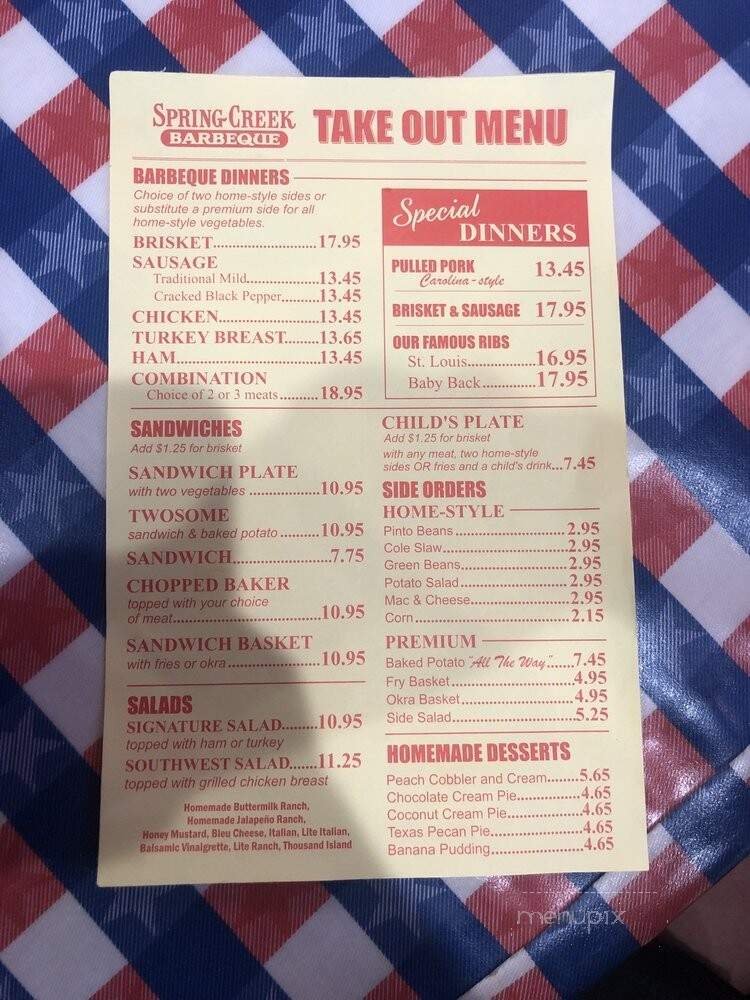 SPRING CREEK
BARBEQUE
TAKE OUT MENU
BARBEQUE DINNERS
Choice of two home-style sides or
substitute a premium side for all
home-style vegetables.
BRISKET....................17.95
SAUSAGE
Traditional Mild..............13.45
Cracked Black Pepper........13.45
CHICKEN...................13.45
TURKEY BREAST.......13.65
HAM...........................13.45
COMBINATION
Choice of 2 or 3 meats..........18.95
Special
DINNERS
PULLED PORK 13.45
Carolina-style
BRISKET & SAUSAGE 17.95
OUR FAMOUS RIBS
St. Louis.............16.95
Baby Back..........17.95
SANDWICHES
Add $1.25 for brisket
SANDWICH PLATE
with two vegetables ..............10.95
TWOSOME
sandwich & baked potato ........10.95
SANDWICH...................7.75
CHOPPED BAKER
topped with your choice
of meat..............................10.95
SANDWICH BASKET
with fries or okra..................10.95
SALADS
SIGNATURE SALAD.......10.95
topped with ham or turkey
SOUTHWEST SALAD......11.25
topped with grilled chicken breast
Homemade Buttermilk Ranch,
Homemade Jalapeño Ranch,
Honey Mustard, Bleu Cheese, Italian, Lite Italian,
Balsamic Vinaigrette, Lite Ranch, Thousand Island
CHILD'S PLATE
Add $1.25 for brisket
with any meat, two home-style
sides OR fries and a child's drink...7.45
SIDE ORDERS
HOME-STYLE
Pinto Beans.......................2.95
Cole Slaw.........................2.95
Green Beans.....................2.95
Potato Salad.....................2.95
Mac & Cheese..................2.95
Corn..................................2.15
PREMIUM
Baked Potato "All The Way"......7.45
Fry Basket.........................4.95
Okra Basket.......................4.95
Side Salad.........................5.25
HOMEMADE DESSERTS
Peach Cobbler and Cream.......5.65
Chocolate Cream Pie..............4.65
Coconut Cream Pie................4.65
Texas Pecan Pie....................4.65
Banana Pudding....................4.65
menupix